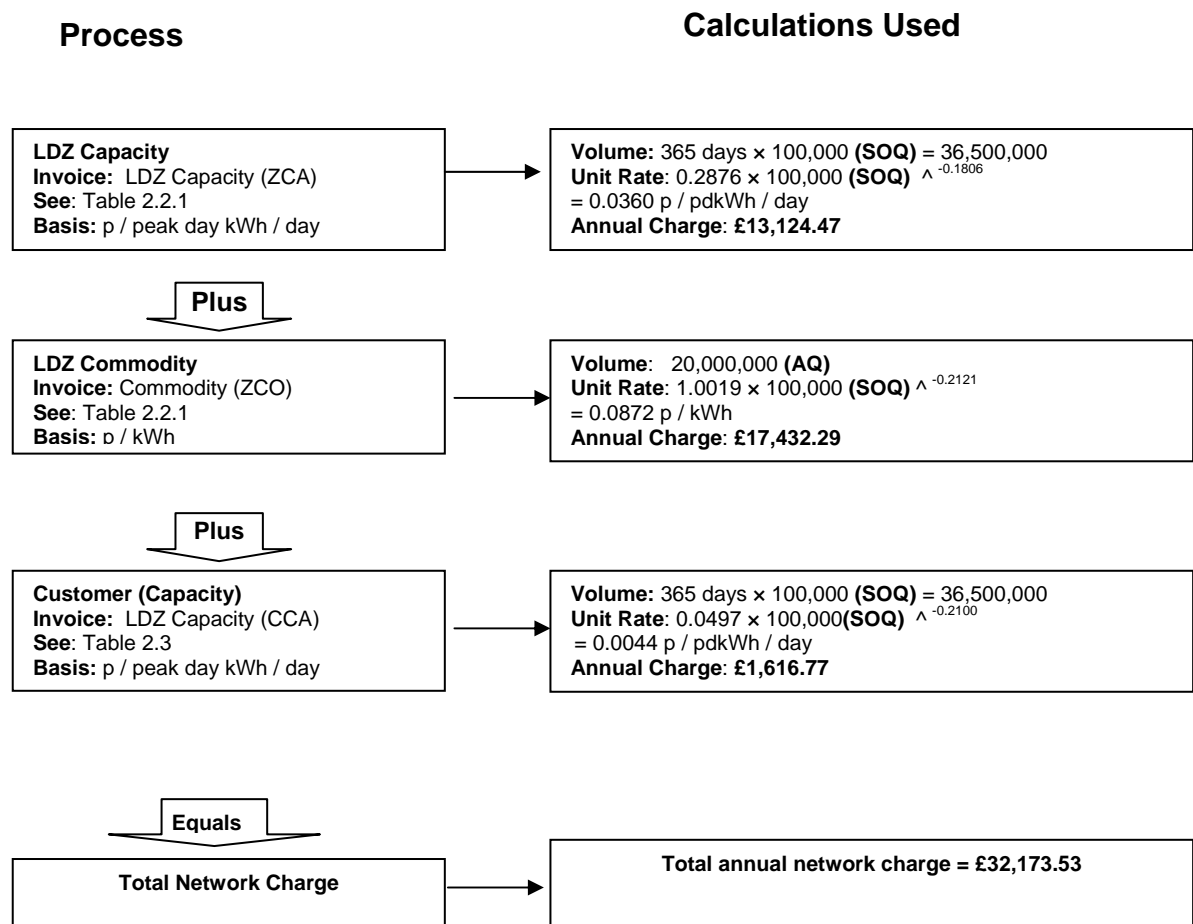 Process
Calculations Used
LDZ Capacity
Invoice: LDZ Capacity (ZCA)
See: Table 2.2.1
Basis: p / peak day kWh / day
Volume: 365 days × 100,000 (SOQ) = 36,500,000
Unit Rate: 0.2876 × 100,000 (SOQ) ^ -0.1806
= 0.0360 p / pdkWh / day
Annual Charge: £13,124.47
Plus
LDZ Commodity
Invoice: Commodity (ZCO)
See: Table 2.2.1
Basis: p / kWh
Volume: 20,000,000 (AQ)
Unit Rate: 1.0019 × 100,000 (SOQ) ^ -0.2121
= 0.0872 p / kWh
Annual Charge: £17,432.29
Plus
Customer (Capacity)
Invoice: LDZ Capacity (CCA)
See: Table 2.3
Basis: p / peak day kWh / day
Volume: 365 days × 100,000 (SOQ) = 36,500,000
Unit Rate: 0.0497 × 100,000(SOQ) ^ -0.2100
= 0.0044 p / pdkWh / day
Annual Charge: £1,616.77
Equals
Total Network Charge
Total annual network charge = £32,173.53